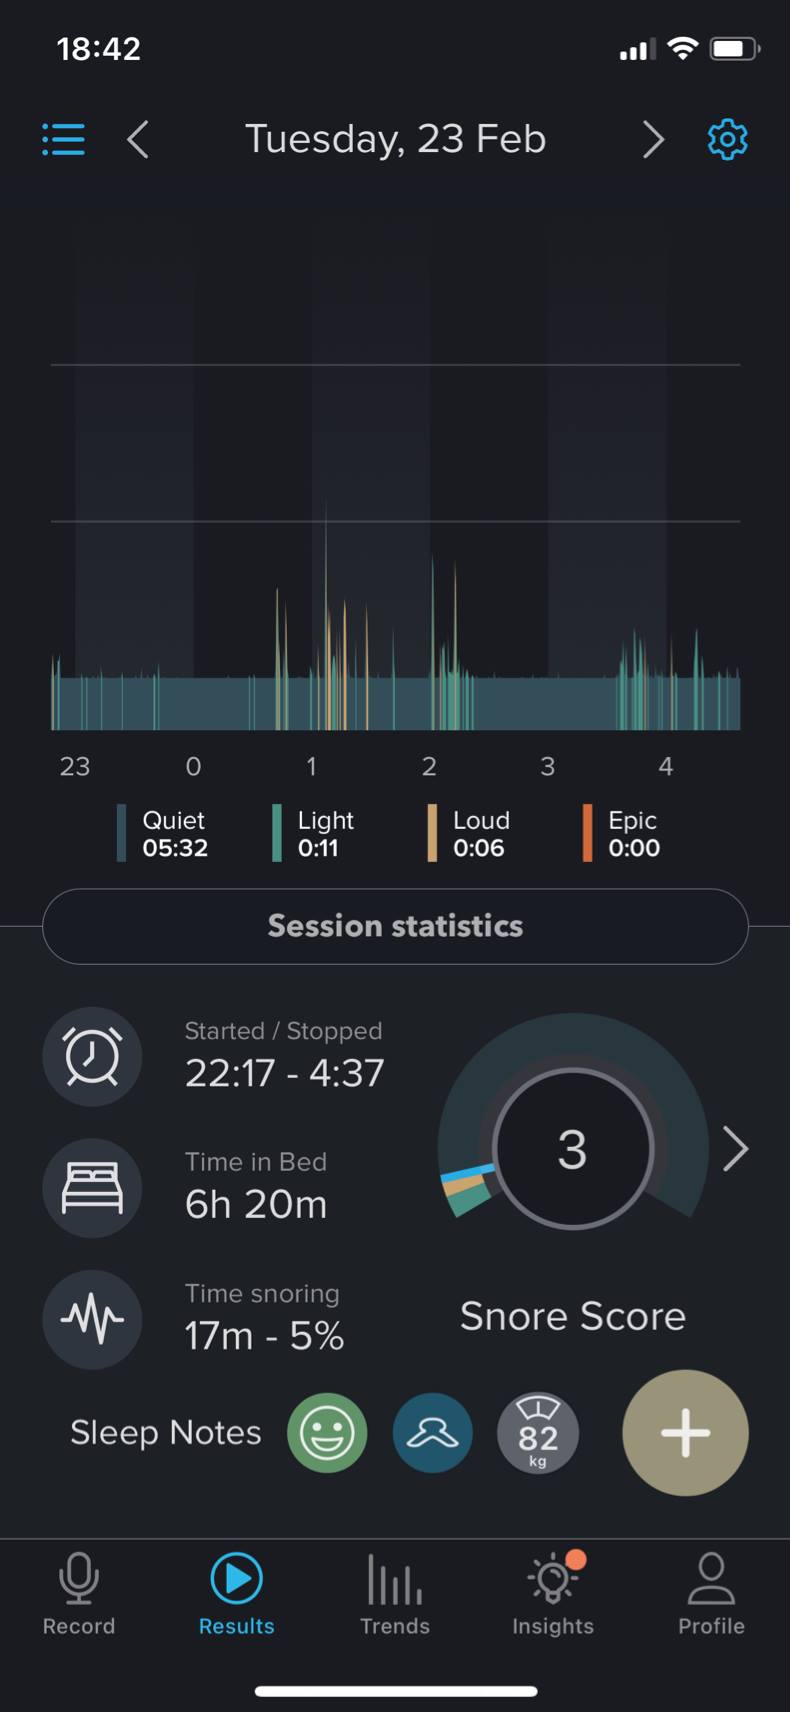 18:42
Tuesday, 23 Feb
23 0 1 2 3 4
Quiet Light Loud Epic
05:32 0:11 0:06 0:00
Session statistics
Started / Stopped
22:17 - 4:37
3
Time in Bed
6h 20m
Time snoring
17m - 5%
Snore Score
Sleep Notes
82
kg
Record Results Trends Insights Profile